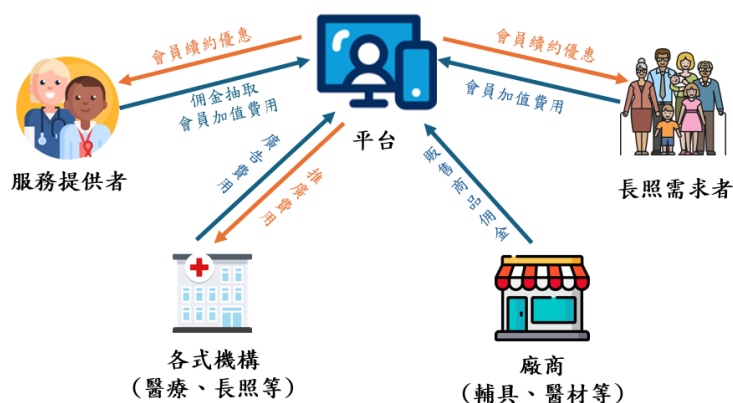 會員續約優惠
會員續約優惠
佣金抽取
會員加值費用
會員加值費用
平台
服務提供者
長照需求者
廣告費用
推廣費用
販售商品佣金
各式機構
（醫療、長照等）
廠商
（輔具、醫材等）